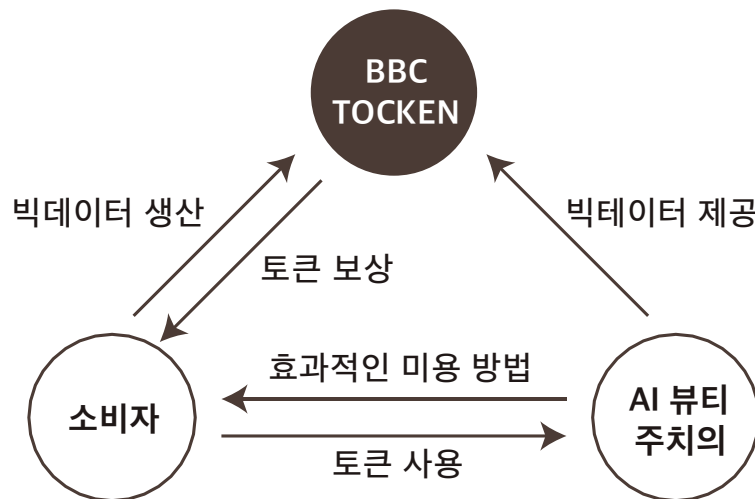 BBC
TOCKEN
빅데이터 생산
빅테이터 제공
토큰 보상
효과적인 미용 방법
소비자
AI 뷰티
주치의
토큰 사용